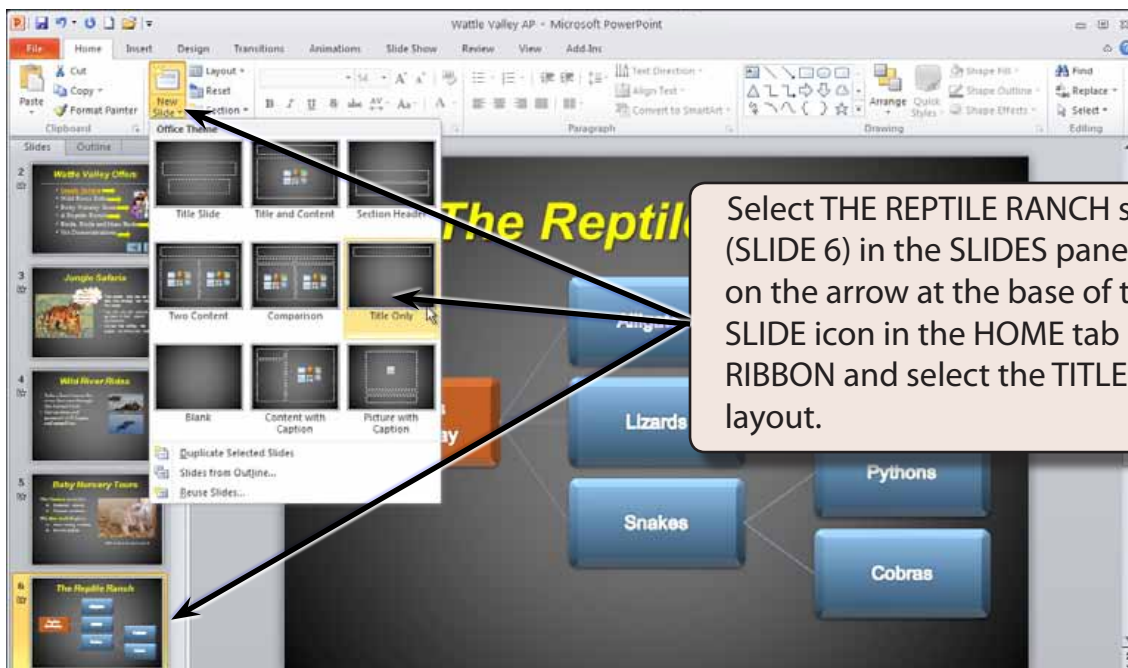 Wattle Valley AP - Microsoft PowerPoint
File Home Insert Design Transitions Animations Slide Show Review View Add-Ins
Cut
Copy
Format Painter
Paste
Clipboard
New Slide
Layout
Reset
Section
Paragraph
Text Direction
Align Text
Convert to SmartArt
Arrange
Quick Styles
Shape Fill
Shape Outline
Shape Effects
Drawing
Find
Replace
Select
Editing
Slides Outline
Office Theme
Title Slide
Title and Content
Section Header
Two Content
Comparison
Title Only
Blank
Content with Caption
Picture with Caption
Duplicate Selected Slides
Slides from Outline...
Reuse Slides...
2
Wattle Valley Offers
3
Jungle Safaris
4
Wild River Rides
5
Baby Nursery Tours
6
The Reptile Ranch
The Reptil
Lizards
Snakes
Pythons
Cobras
Select THE REPTILE RANCH s
(SLIDE 6) in the SLIDES pane
on the arrow at the base of t
SLIDE icon in the HOME tab
RIBBON and select the TITLE
layout.